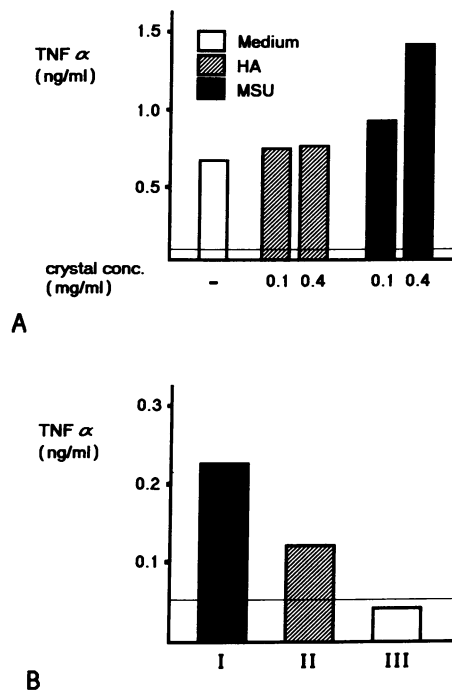 TNF α
(ng/ml)
1.5
1.0
0.5
Medium
HA
MSU
crystal conc.
(mg/ml)
- 0.1 0.4 0.1 0.4
A
TNF α
(ng/ml)
0.3
0.2
0.1
I II III
B